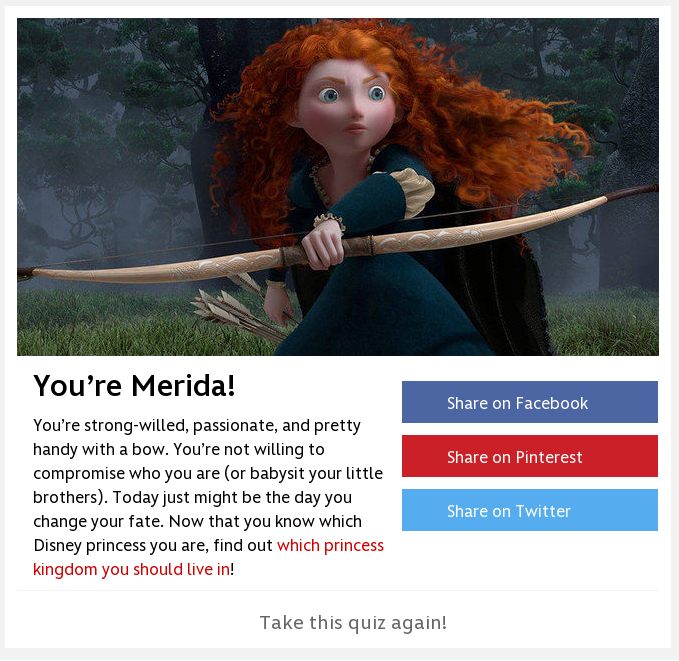 You’re Merida!
You’re strong-willed, passionate, and pretty
handy with a bow. You’re not willing to
compromise who you are (or babysit your little
brothers). Today just might be the day you
change your fate. Now that you know which
Disney princess you are, find out which princess
kingdom you should live in!
Share on Facebook
Share on Pinterest
Share on Twitter
Take this quiz again!